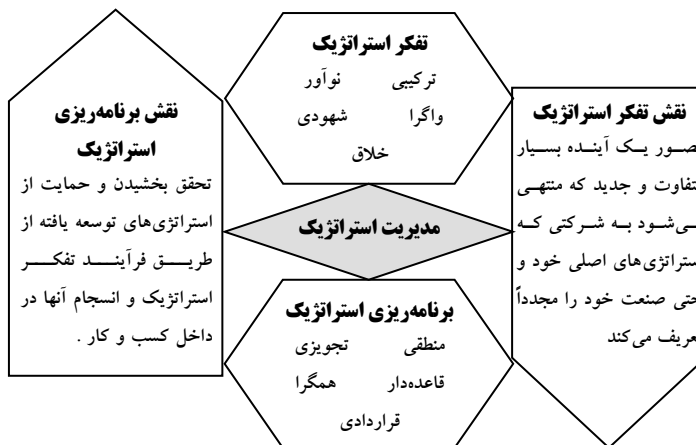 تفکر استراتژیک
ترکیبی نوآور
واگرا شهودی
خلاق
نقش تفکر استراتژیک
یک آینده بسیار
و جدید که منتهی
به شرکتی که
اصلی خود و
صنعت خود را مجدداً
می‌کند
مدیریت استراتژیک
نقش برنامه‌ریزی
استراتژیک
تحقق بخشیدن و حمایت از
استراتژی‌های توسعه یافته از
طریق فرآیند تفکر
استراتژیک و انسجام آنها در
داخل کسب و کار .
برنامه‌ریزی استراتژیک
منطقی تجویزی
قاعده‌دار همگرا
قراردادی